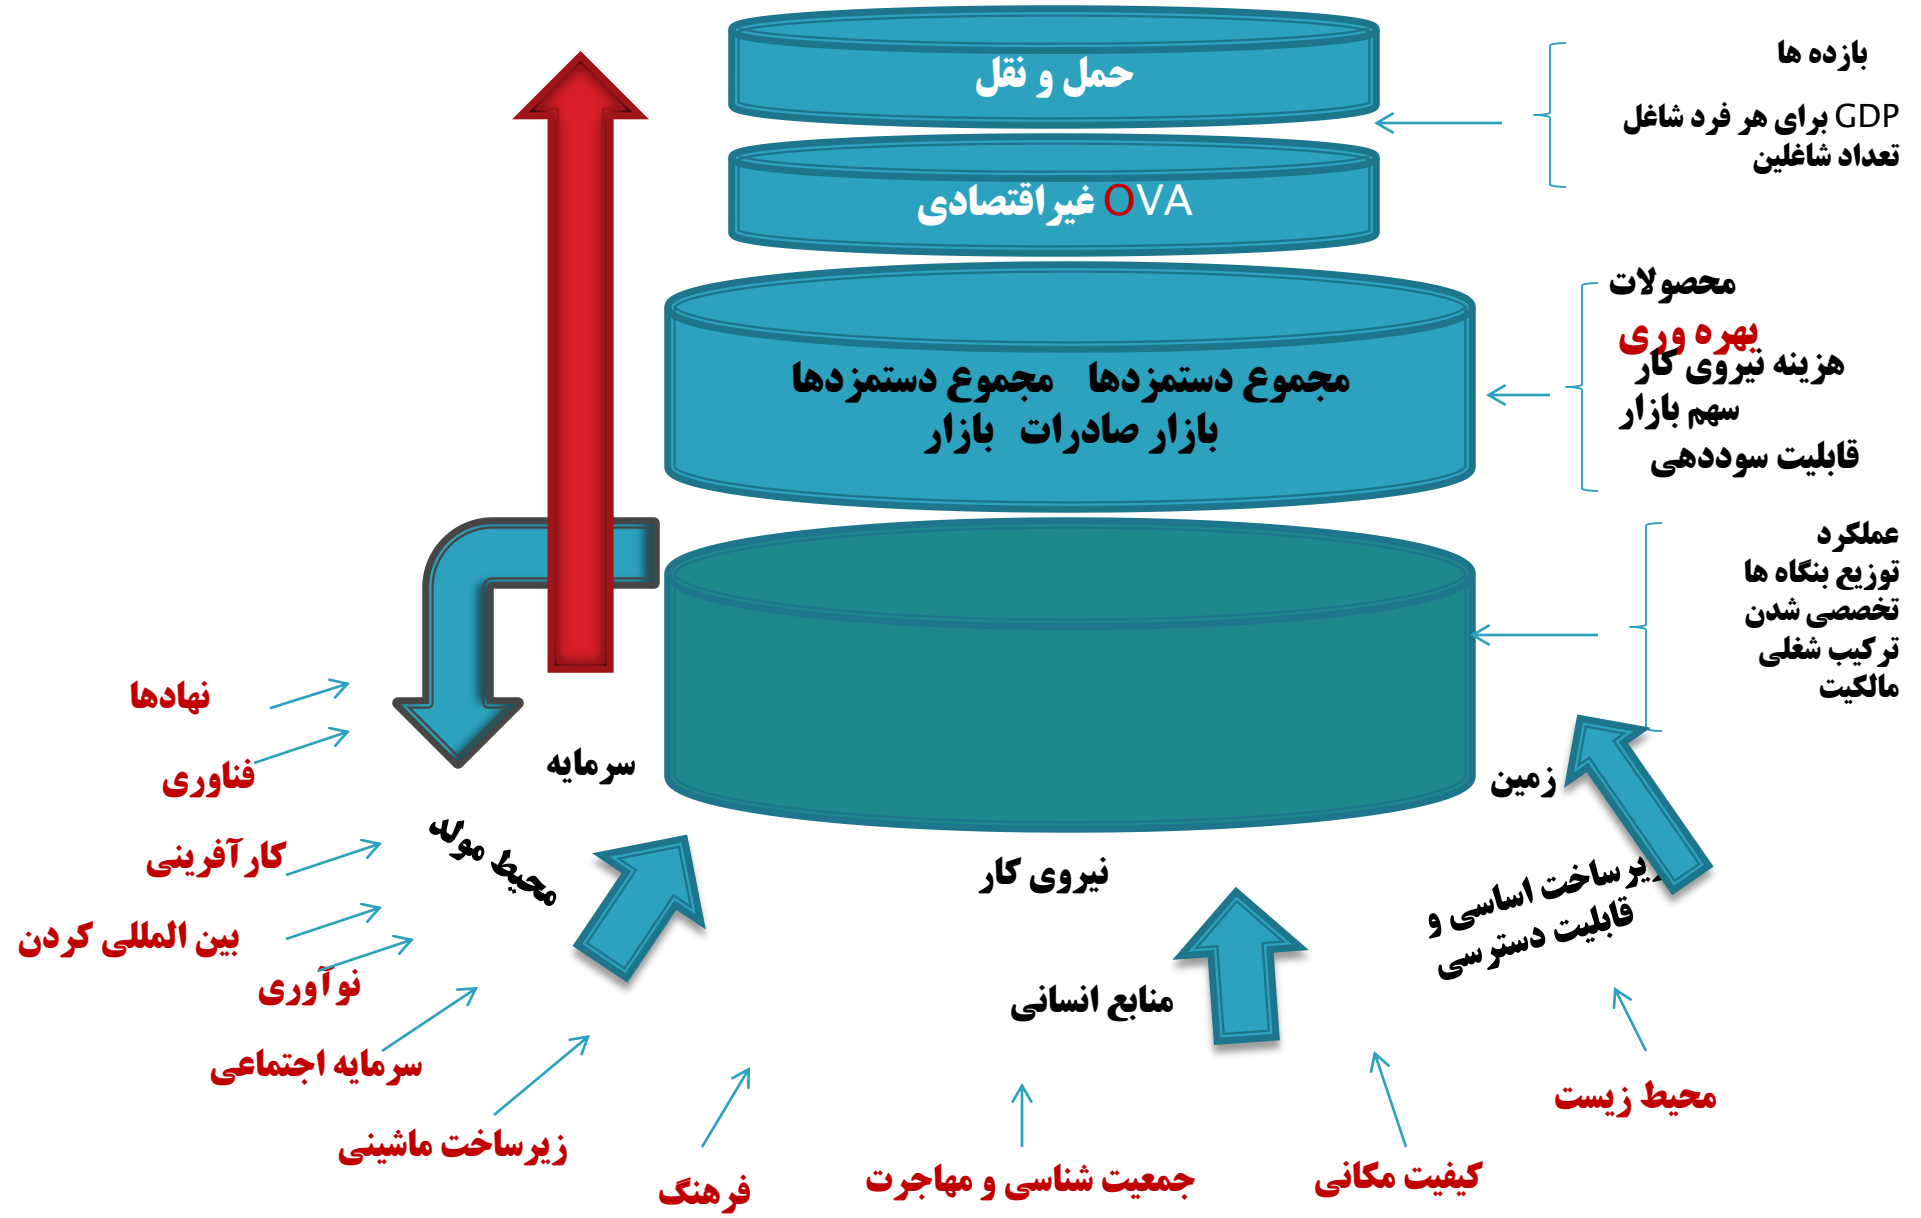 حمل و نقل
OVA غیراقتصادی
مجموع دستمزدها   مجموع دستمزدها
بازار صادرات   بازار
بازده ها
GDP برای هر فرد شاغل
تعداد شاغلین
محصولات
بهره وری
هزینه نیروی کار
سهم بازار
قابلیت سوددهی
عملکرد
توزیع بنگاه ها
تخصصی شدن
ترکیب شغلی
مالکیت
سرمایه
زمین
نیروی کار
محیط مولد
منابع انسانی
زیرساخت اساسی و
قابلیت دسترسی
نهادها
فناوری
کارآفرینی
بین المللی کردن
نوآوری
سرمایه اجتماعی
زیرساخت ماشینی
فرهنگ
جمعیت شناسی و مهاجرت
کیفیت مکانی
محیط زیست